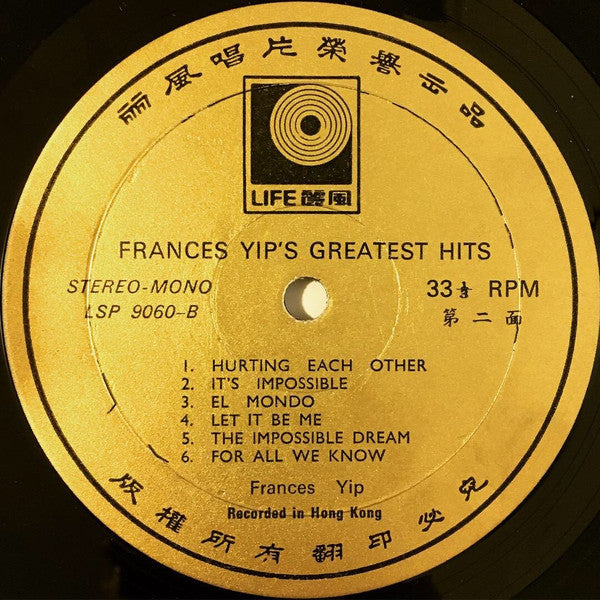 丽風唱片榮譽出品
LIFE 麗風
FRANCES YIP'S GREATEST HITS
STEREO-MONO
LSP 9060-B
33⅓ RPM
第二面
1. HURTING EACH OTHER
2. IT'S IMPOSSIBLE
3. EL MONDO
4. LET IT BE ME
5. THE IMPOSSIBLE DREAM
6. FOR ALL WE KNOW
Frances Yip
Recorded in Hong Kong
版權所有翻印必究